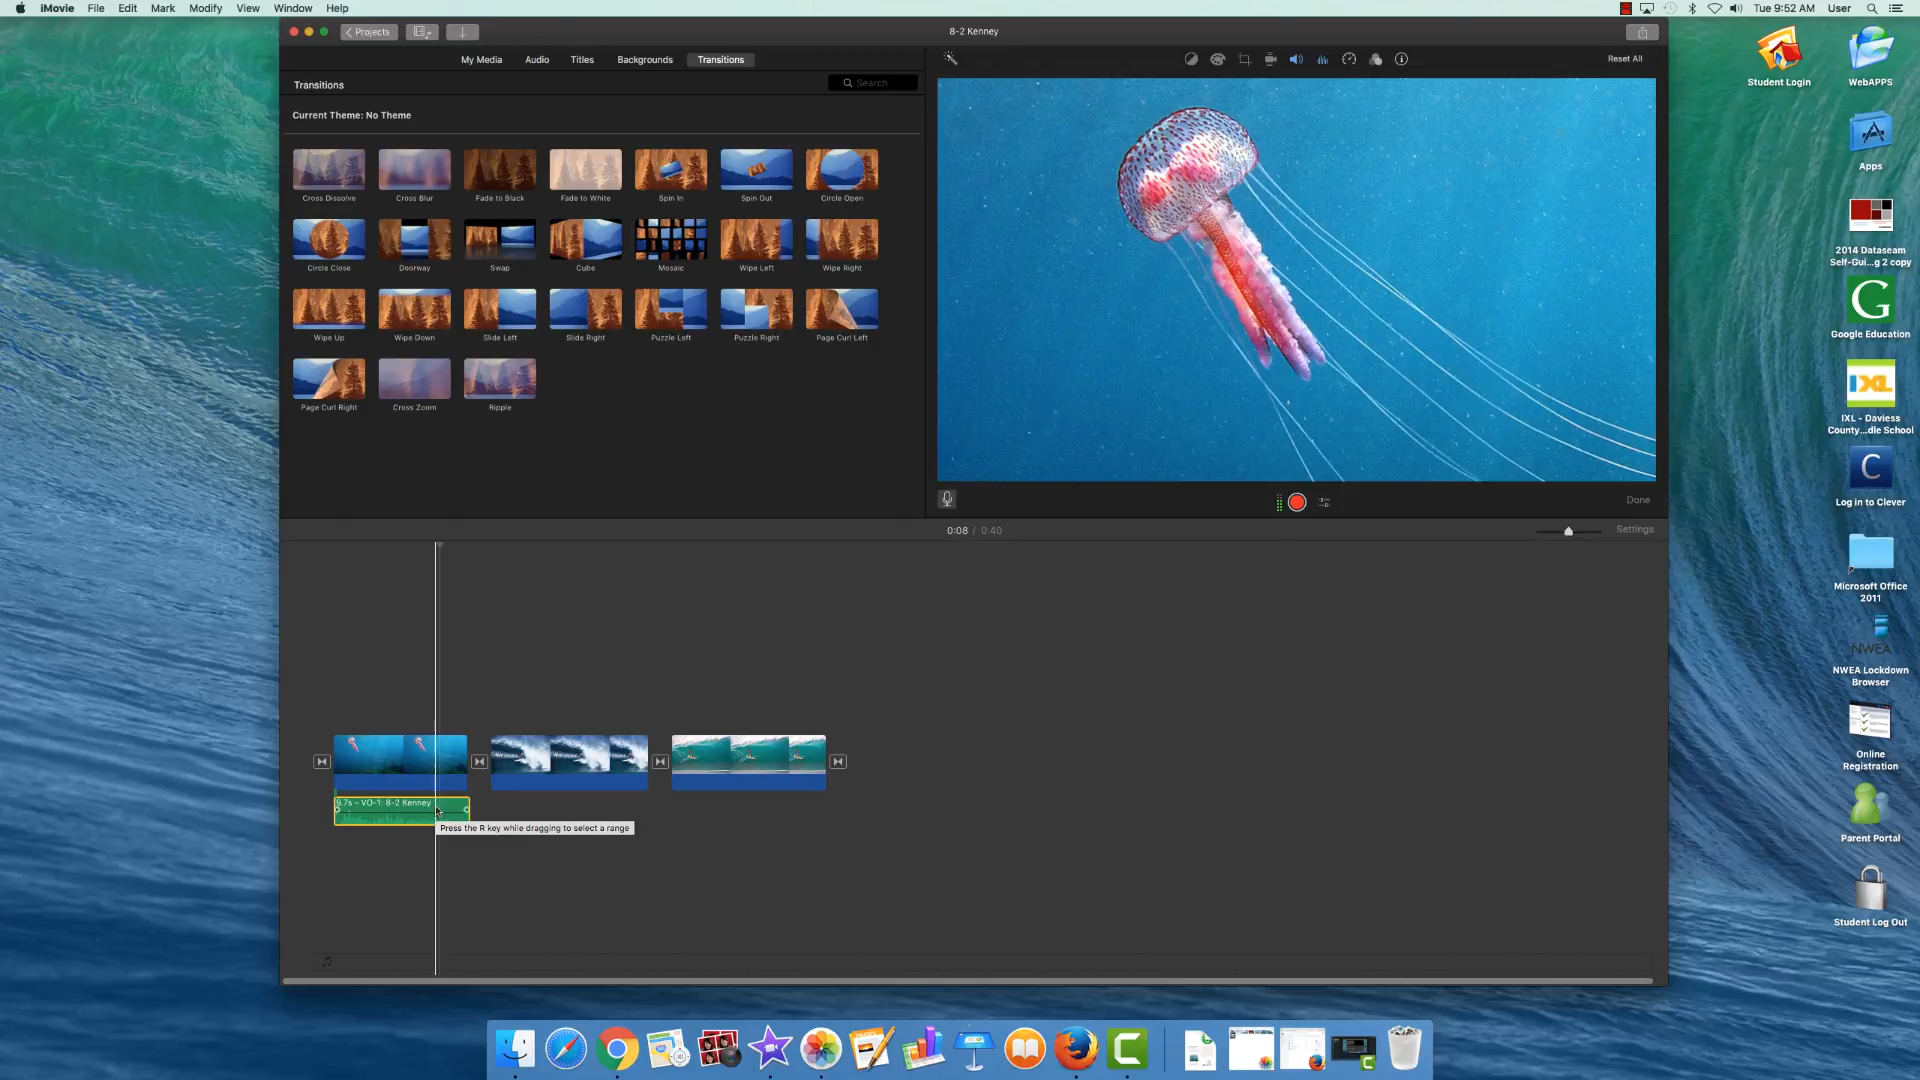 iMovie File Edit Mark Modify View Window Help
Tue 9:52 AM User
Projects
8-2 Kenney
My Media Audio Titles Backgrounds Transitions
Reset All
Transitions
Search
Current Theme: No Theme
Cross Dissolve Cross Blur Fade to Black Fade to White Spin In Spin Out Circle Open
Circle Close Doorway Swap Cube Mosaic Wipe Left Wipe Right
Wipe Up Wipe Down Slide Left Slide Right Puzzle Left Puzzle Right Page Curl Left
Page Curl Right Cross Zoom Ripple
Done
0:08 / 0:40
Settings
9.7s – VO-1: 8-2 Kenney
Press the R key while dragging to select a range
Student Login
WebAPPS
Apps
2014 Dataseam
Self-Gui...g 2 copy
G
Google Education
IXL
IXL - Daviess
County...dle School
C
Log in to Clever
Microsoft Office
2011
NWEA
NWEA Lockdown
Browser
Online
Registration
Parent Portal
Student Log Out